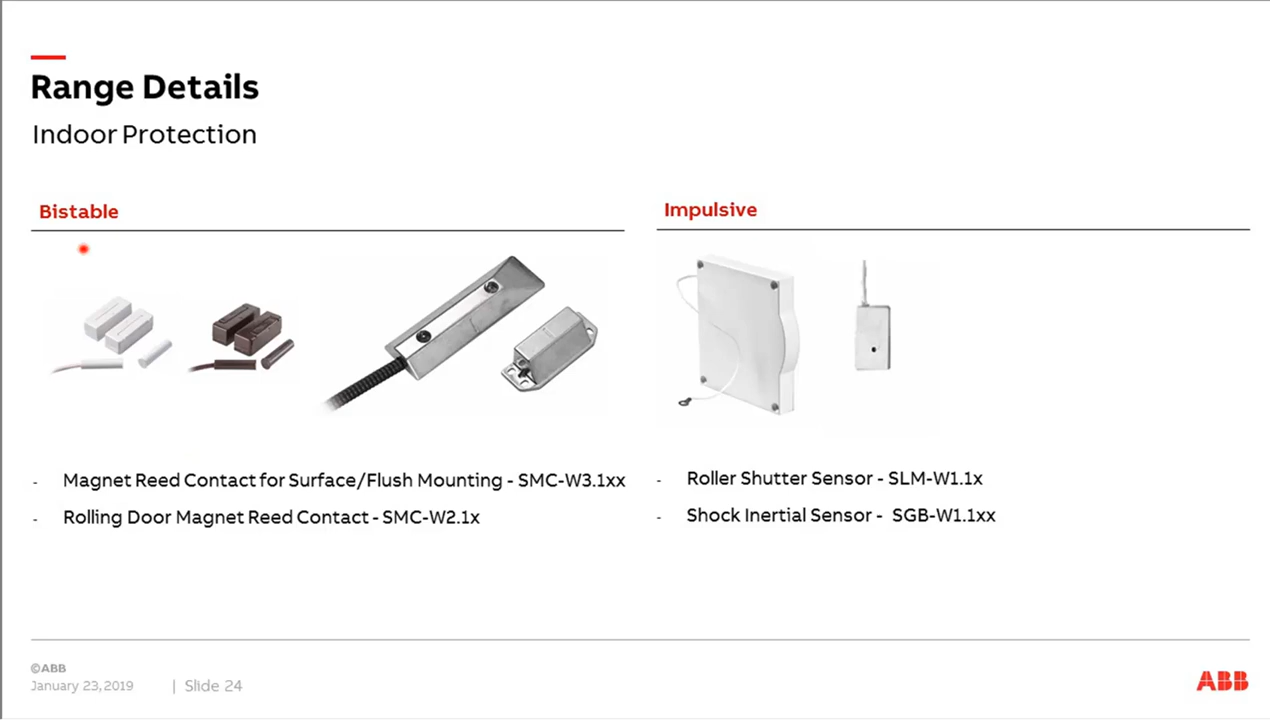 Range Details
Indoor Protection
Bistable
Impulsive
- Magnet Reed Contact for Surface/Flush Mounting - SMC-W3.1xx
- Rolling Door Magnet Reed Contact - SMC-W2.1x
- Roller Shutter Sensor - SLM-W1.1x
- Shock Inertial Sensor - SGB-W1.1xx
©ABB
January 23, 2019 | Slide 24
ABB